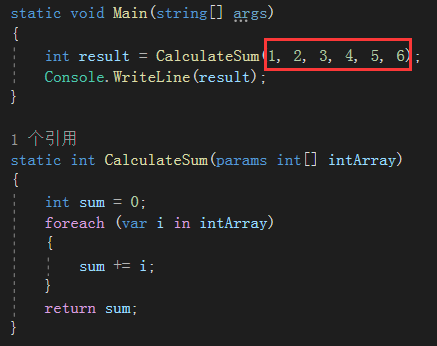 static void Main(string[] args)
{
int result = CalculateSum(1, 2, 3, 4, 5, 6);
Console.WriteLine(result);
}
1 个引用
static int CalculateSum(params int[] intArray)
{
int sum = 0;
foreach (var i in intArray)
{
sum += i;
}
return sum;
}